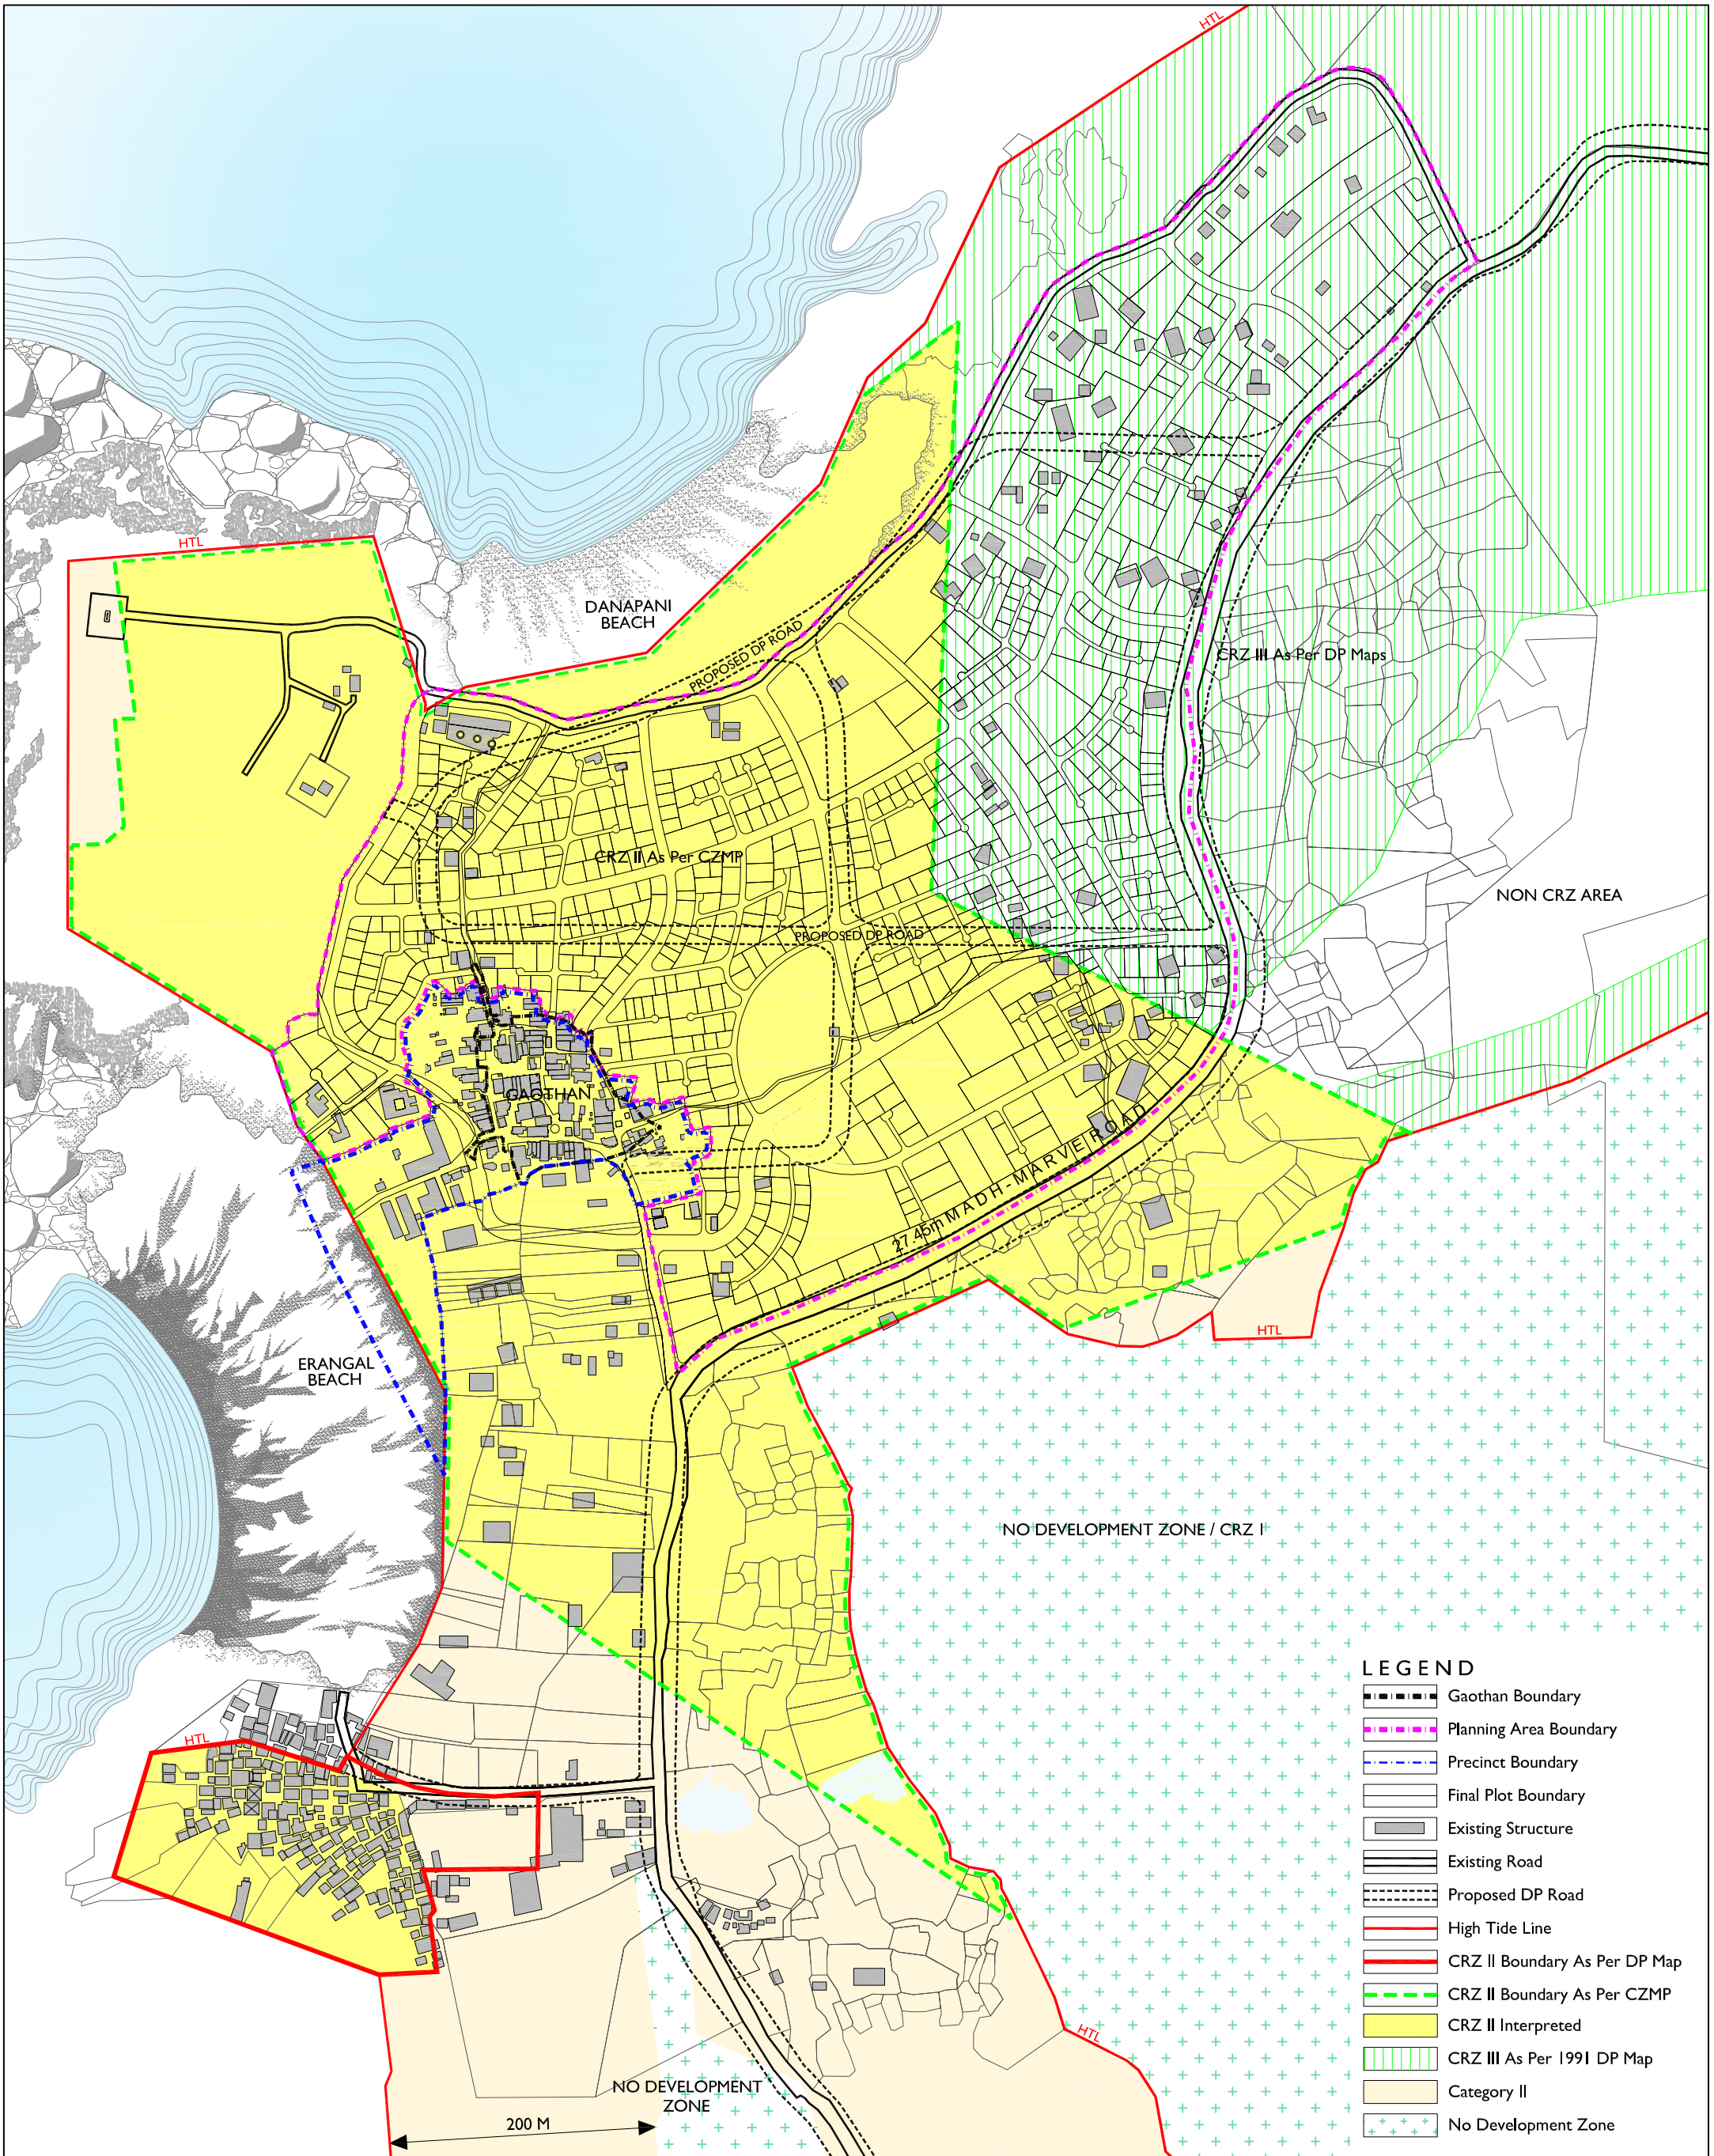 HTL
HTL
DANAPANI
BEACH
PROPOSED DP ROAD
CRZ III As Per DP Maps
CRZ II As Per CZMP
NON CRZ AREA
PROPOSED DP ROAD
GAOTHAN
27.45m MADH-MARVE ROAD
HTL
ERANGAL
BEACH
NO DEVELOPMENT ZONE / CRZ I
HTL
HTL
NO DEVELOPMENT
ZONE
200 M
LEGEND
Gaothan Boundary
Planning Area Boundary
Precinct Boundary
Final Plot Boundary
Existing Structure
Existing Road
Proposed DP Road
High Tide Line
CRZ II Boundary As Per DP Map
CRZ II Boundary As Per CZMP
CRZ II Interpreted
CRZ III As Per 1991 DP Map
Category II
No Development Zone